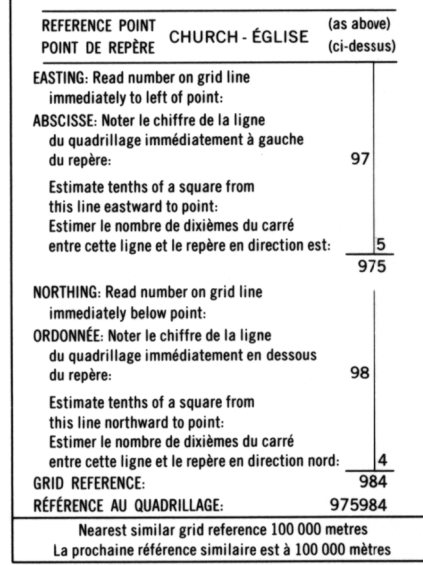 REFERENCE POINT CHURCH - ÉGLISE (as above)
POINT DE REPÈRE (ci-dessus)
EASTING: Read number on grid line
immediately to left of point:
ABSCISSE: Noter le chiffre de la ligne
du quadrillage immédiatement à gauche
du repère: 97
Estimate tenths of a square from
this line eastward to point:
Estimer le nombre de dixièmes du carré
entre cette ligne et le repère en direction est: 5
975
NORTHING: Read number on grid line
immediately below point:
ORDONNÉE: Noter le chiffre de la ligne
du quadrillage immédiatement en dessous
du repère: 98
Estimate tenths of a square from
this line northward to point:
Estimer le nombre de dixièmes du carré
entre cette ligne et le repère en direction nord: 4
GRID REFERENCE: 984
RÉFÉRENCE AU QUADRILLAGE: 975984
Nearest similar grid reference 100 000 metres
La prochaine référence similaire est à 100 000 mètres